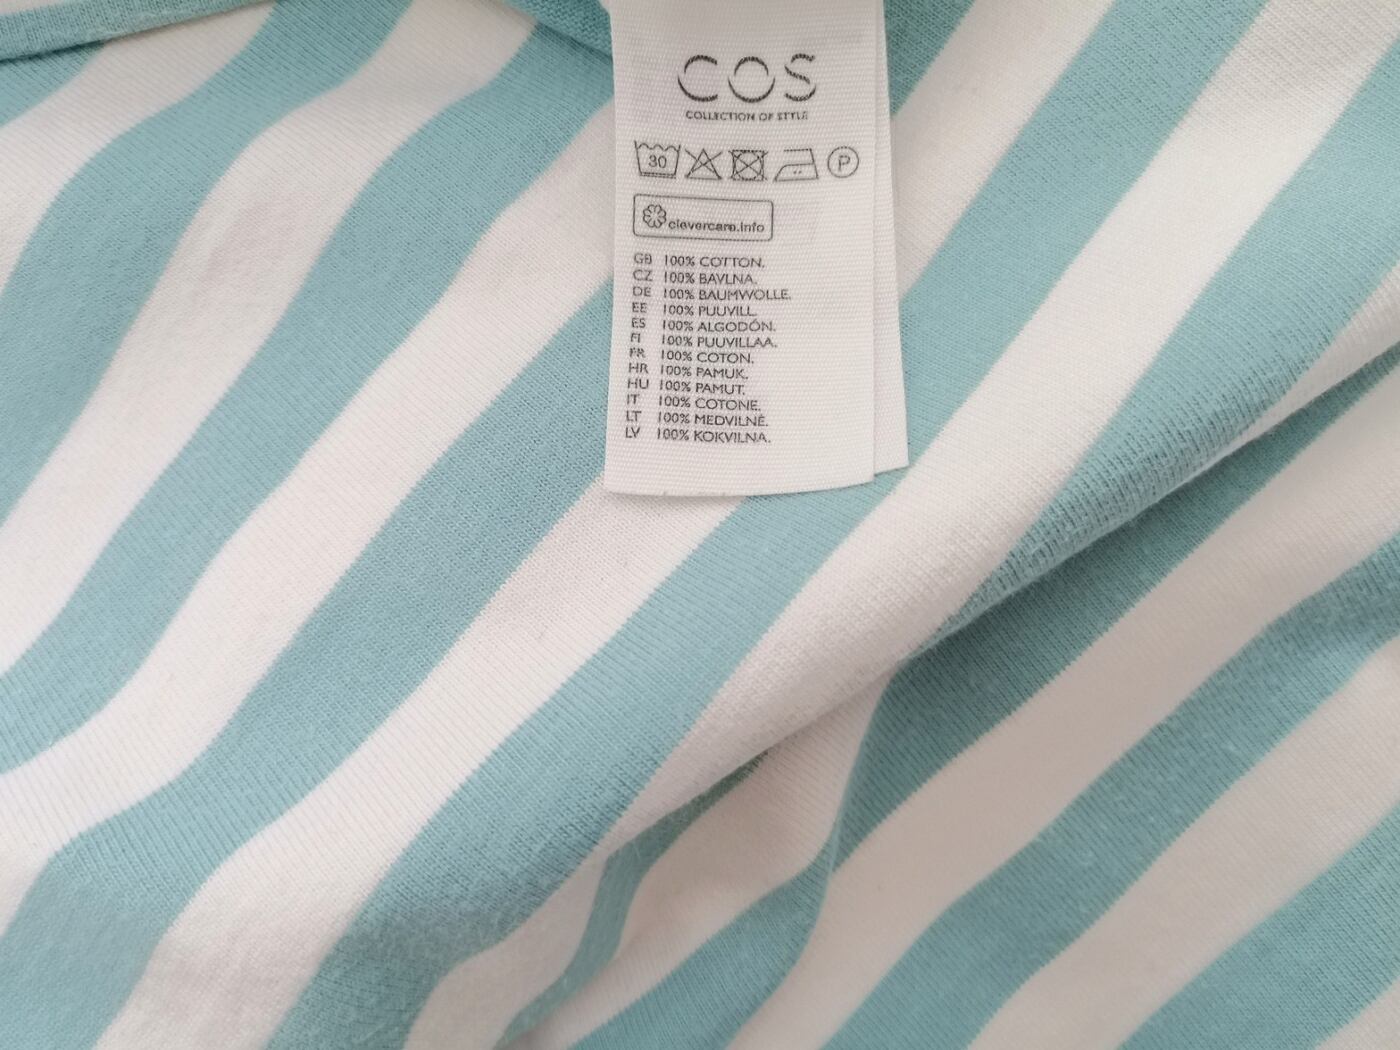 COS
COLLECTION OF STYLE
30 P
clevercare.info
GB 100% COTTON.
CZ 100% BAVLNA.
DE 100% BAUMWOLLE.
EE 100% PUUVILL.
ES 100% ALGODÓN.
FI 100% PUUVILLAA.
FR 100% COTON.
HR 100% PAMUK.
HU 100% PAMUT.
IT 100% COTONE.
LT 100% MEDVILNĖ.
LV 100% KOKVILNA.